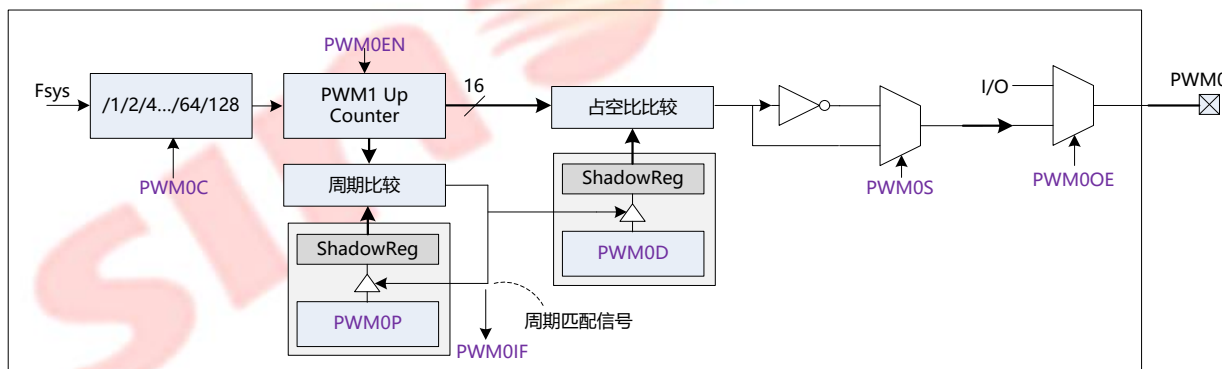 PWM0EN
Fsys
/1/2/4.../64/128
PWM1 Up
Counter
16
占空比比较
I/O
PWM0
PWM0C
周期比较
ShadowReg
PWM0S
PWM0OE
ShadowReg
PWM0D
PWM0P
周期匹配信号
PWM0IF
sin